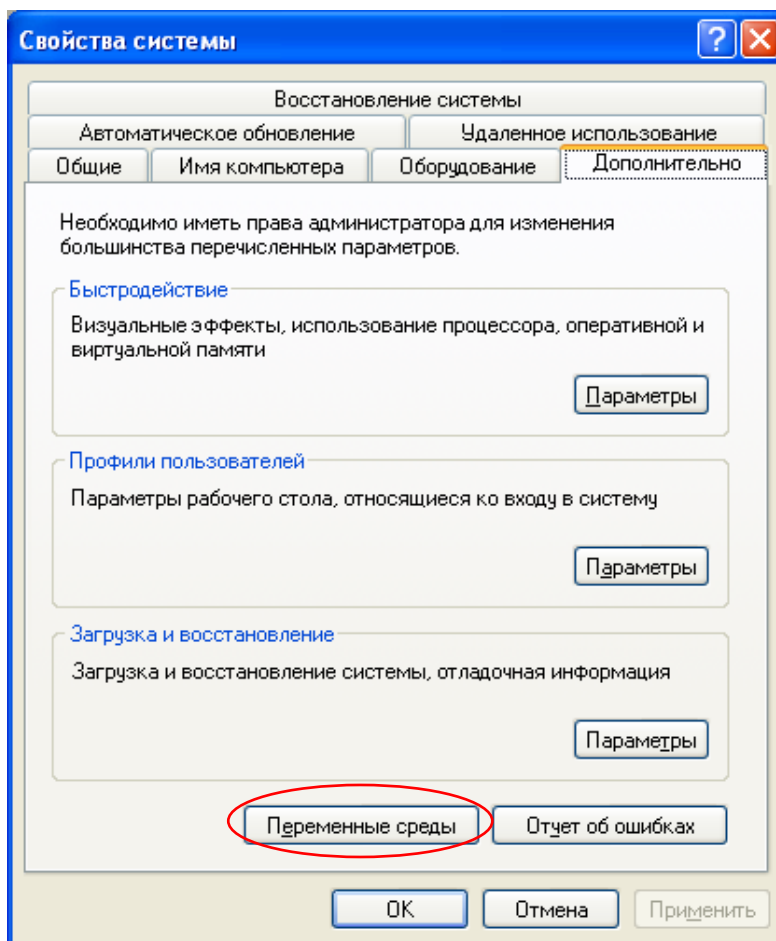 Свойства системы
Восстановление системы
Автоматическое обновление
Удаленное использование
Общие
Имя компьютера
Оборудование
Дополнительно
Необходимо иметь права администратора для изменения
большинства перечисленных параметров.
Быстродействие
Визуальные эффекты, использование процессора, оперативной и
виртуальной памяти
Параметры
Профили пользователей
Параметры рабочего стола, относящиеся ко входу в систему
Параметры
Загрузка и восстановление
Загрузка и восстановление системы, отладочная информация
Параметры
Переменные среды
Отчет об ошибках
ОК
Отмена
Применить